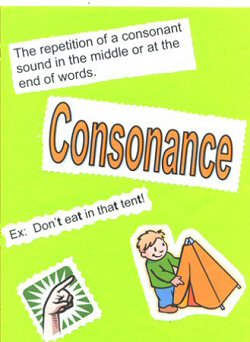 The repetition of a consonant
sound in the middle or at the
end of words.
Consonance
Ex: Don't eat in that tent!